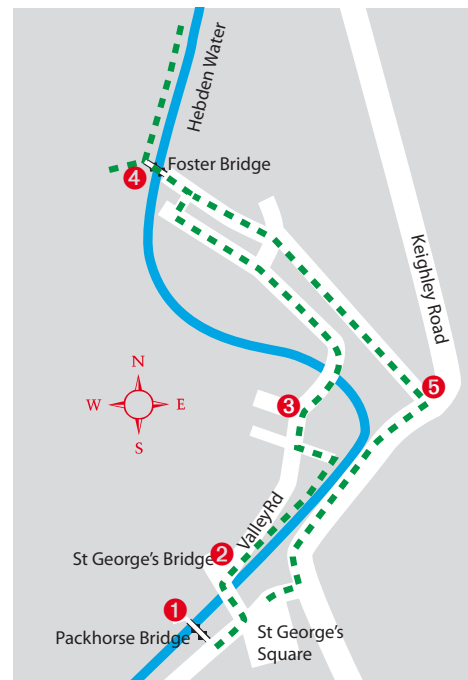 Hebden Water
4
Foster Bridge
Keighley Road
N
W
E
S
5
3
ValleyRd
St George's Bridge
2
1
Packhorse Bridge
St George's
Square